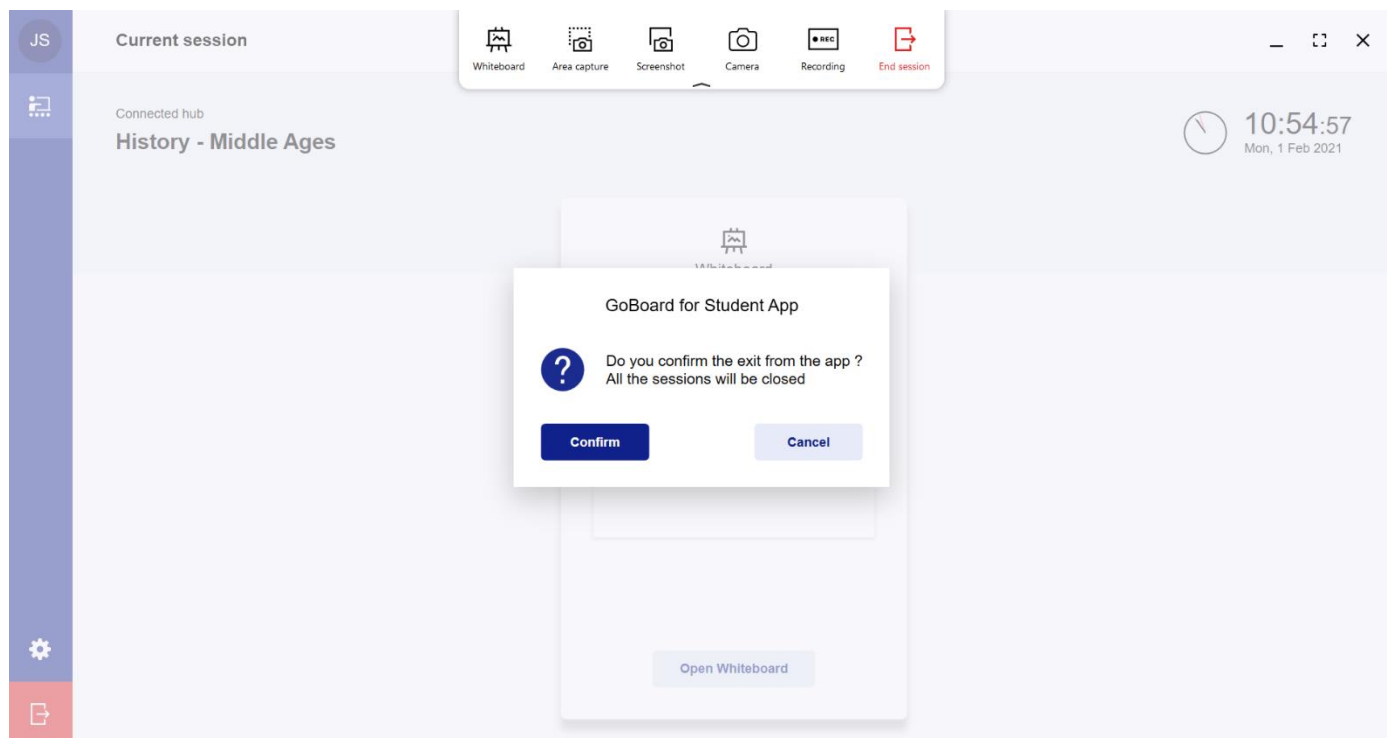 JS
Current session
Whiteboard
Area capture
Screenshot
Camera
REC
Recording
End session
Connected hub
History - Middle Ages
10:54:57
Mon, 1 Feb 2021
Whiteboard
GoBoard for Student App
?
Do you confirm the exit from the app ?
All the sessions will be closed
Confirm
Cancel
Open Whiteboard